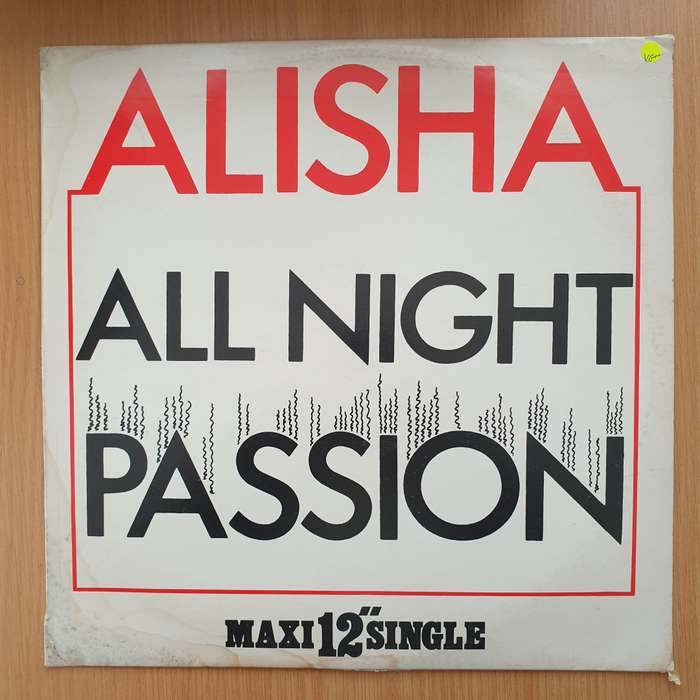 ALISHA
ALL NIGHT
PASSION
MAXI 12" SINGLE